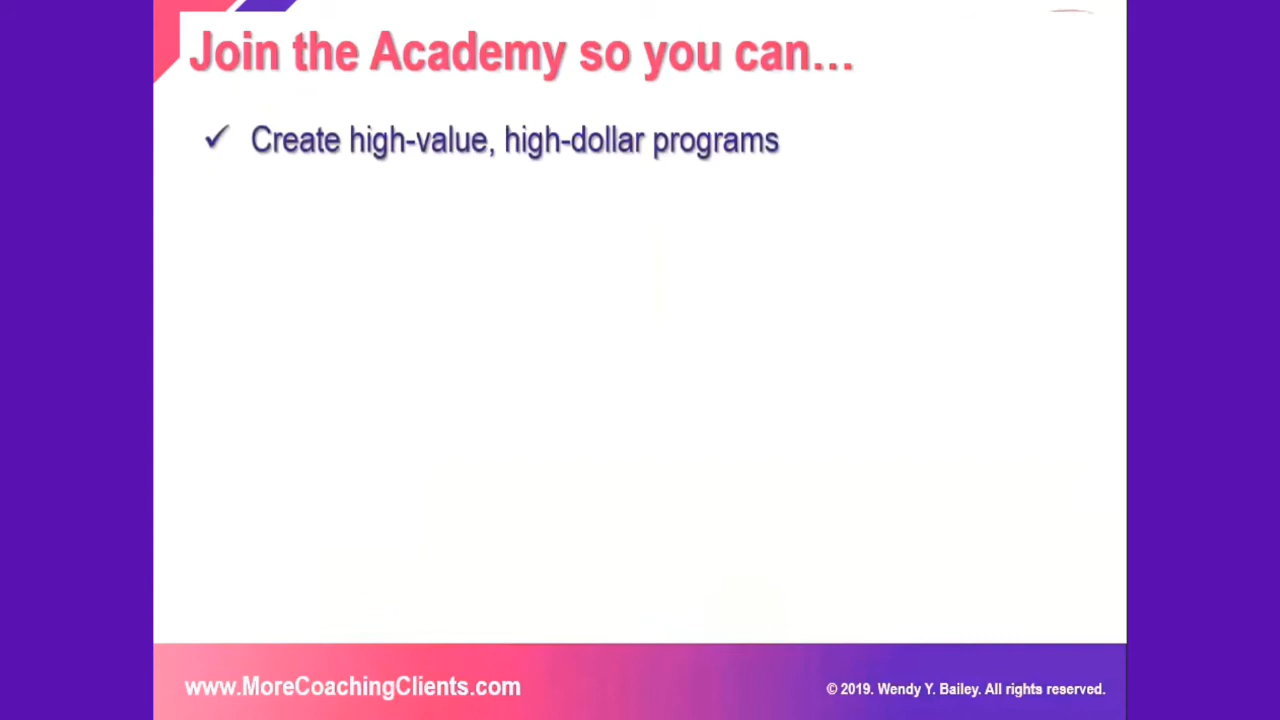 Join the Academy so you can…
✓ Create high-value, high-dollar programs
www.MoreCoachingClients.com
© 2019. Wendy Y. Bailey. All rights reserved.